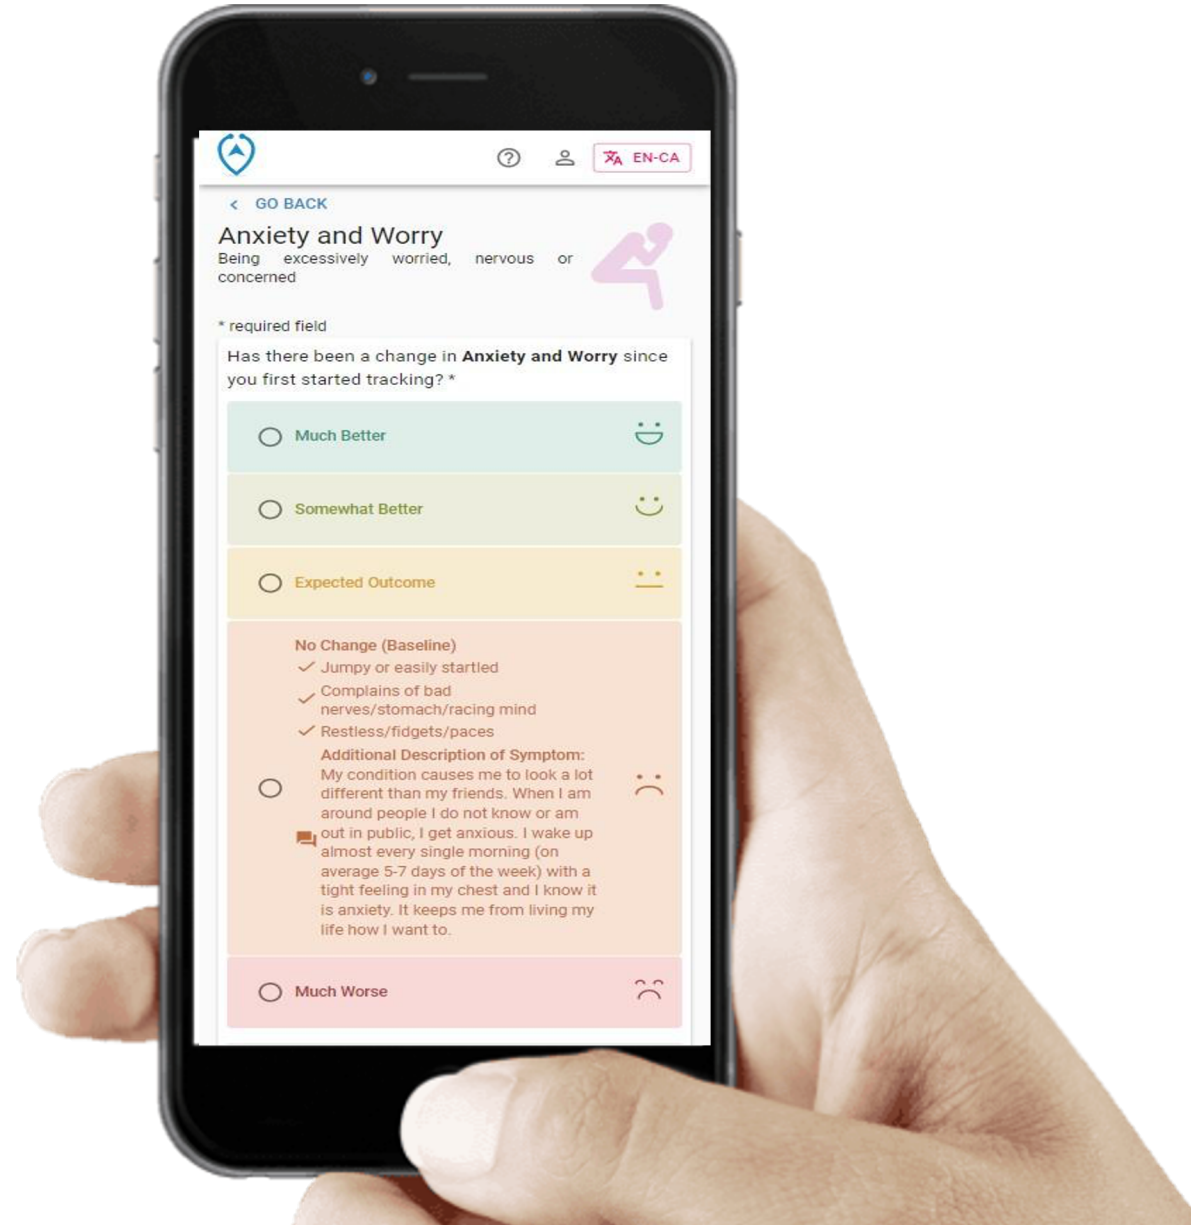 EN-CA
GO BACK
Anxiety and Worry
Being excessively worried, nervous or
concerned
* required field
Has there been a change in Anxiety and Worry since
you first started tracking? *
Much Better
Somewhat Better
Expected Outcome
No Change (Baseline)
Jumpy or easily startled
Complains of bad
nerves/stomach/racing mind
Restless/fidgets/paces
Additional Description of Symptom:
My condition causes me to look a lot
different than my friends. When I am
around people I do not know or am
out in public, I get anxious. I wake up
almost every single morning (on
average 5-7 days of the week) with a
tight feeling in my chest and I know it
is anxiety. It keeps me from living my
life how I want to.
Much Worse